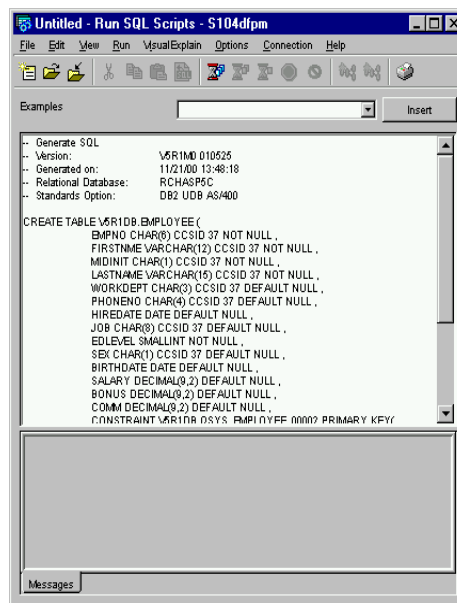 Untitled - Run SQL Scripts - S104dfpm
File Edit View Run VisualExplain Options Connection Help
Examples Insert
-- Generate SQL
-- Version: V5R1M0 010525
-- Generated on: 11/21/00 13:48:18
-- Relational Database: RCHASP5C
-- Standards Option: DB2 UDB AS/400
CREATE TABLE V5R1DB.EMPLOYEE (
EMPNO CHAR(6) CCSID 37 NOT NULL ,
FIRSTNME VARCHAR(12) CCSID 37 NOT NULL ,
MIDINIT CHAR(1) CCSID 37 NOT NULL ,
LASTNAME VARCHAR(15) CCSID 37 NOT NULL ,
WORKDEPT CHAR(3) CCSID 37 DEFAULT NULL ,
PHONENO CHAR(4) CCSID 37 DEFAULT NULL ,
HIREDATE DATE DEFAULT NULL ,
JOB CHAR(8) CCSID 37 DEFAULT NULL ,
EDLEVEL SMALLINT NOT NULL ,
SEX CHAR(1) CCSID 37 DEFAULT NULL ,
BIRTHDATE DATE DEFAULT NULL ,
SALARY DECIMAL(9,2) DEFAULT NULL ,
BONUS DECIMAL(9,2) DEFAULT NULL ,
COMM DECIMAL(9,2) DEFAULT NULL ,
CONSTRAINT V5R1DB.QSYS_EMPLOYEE_00002 PRIMARY KEY(
Messages